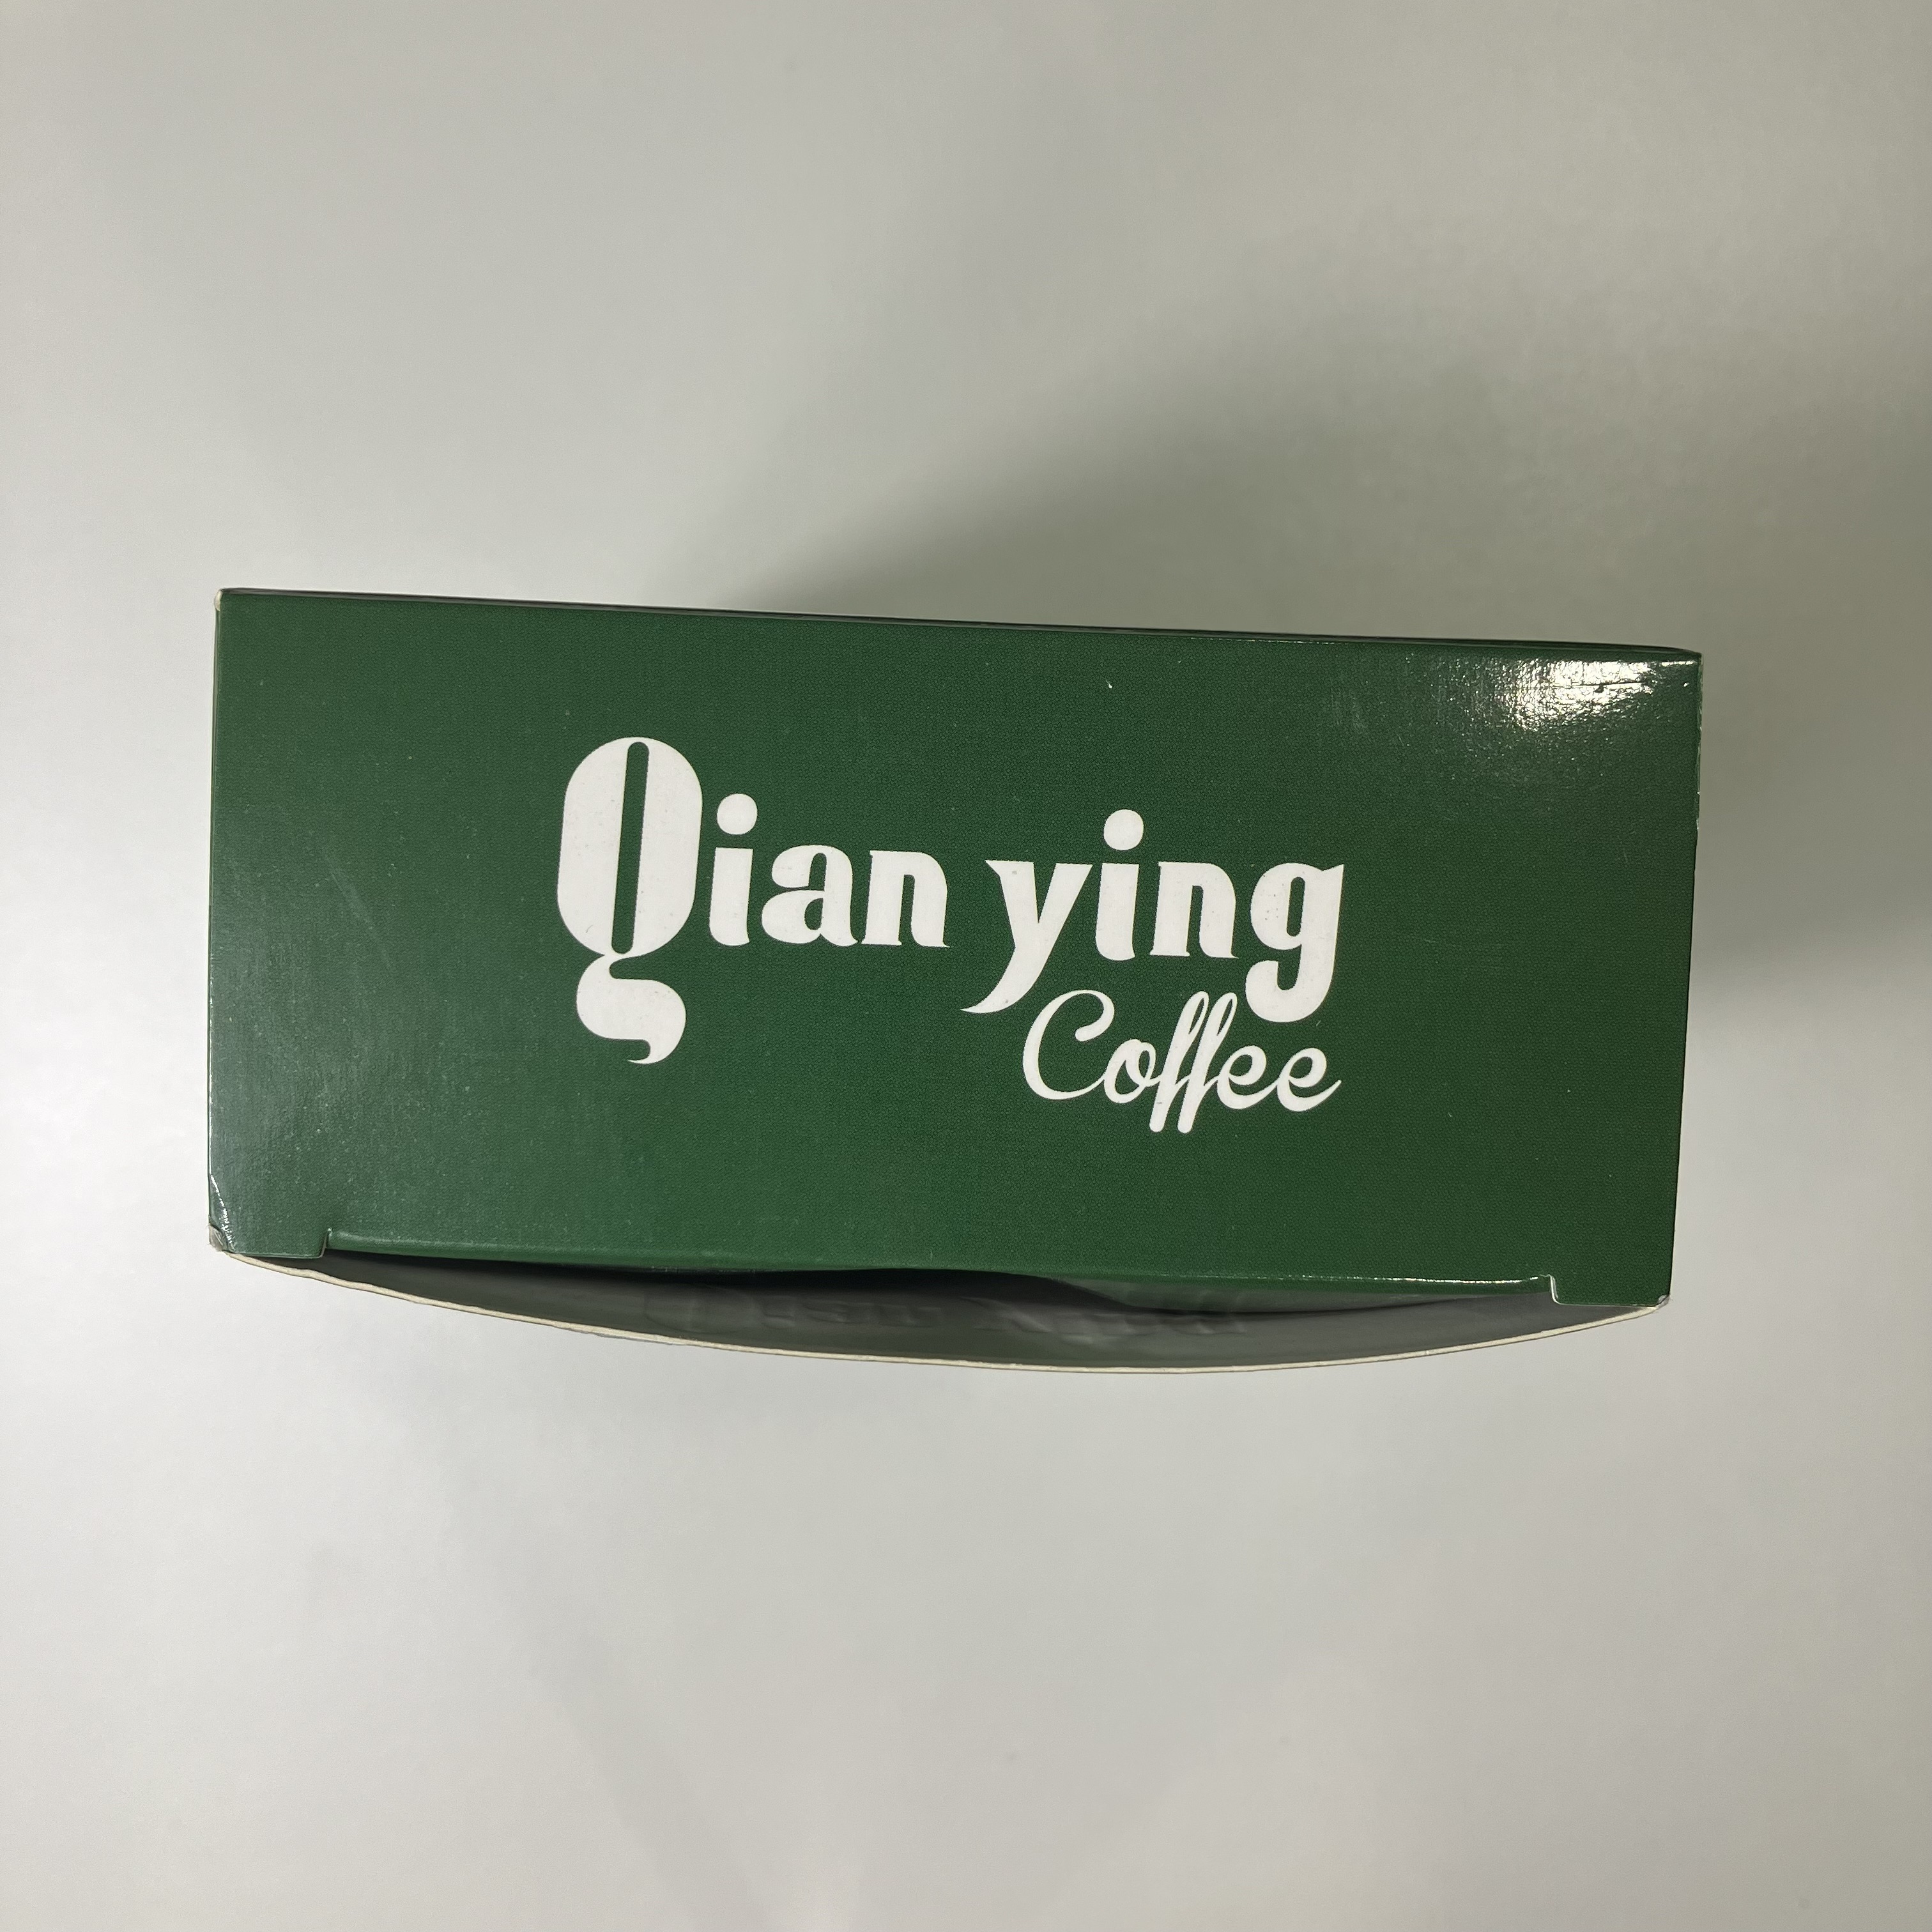 Qian ying
Coffee